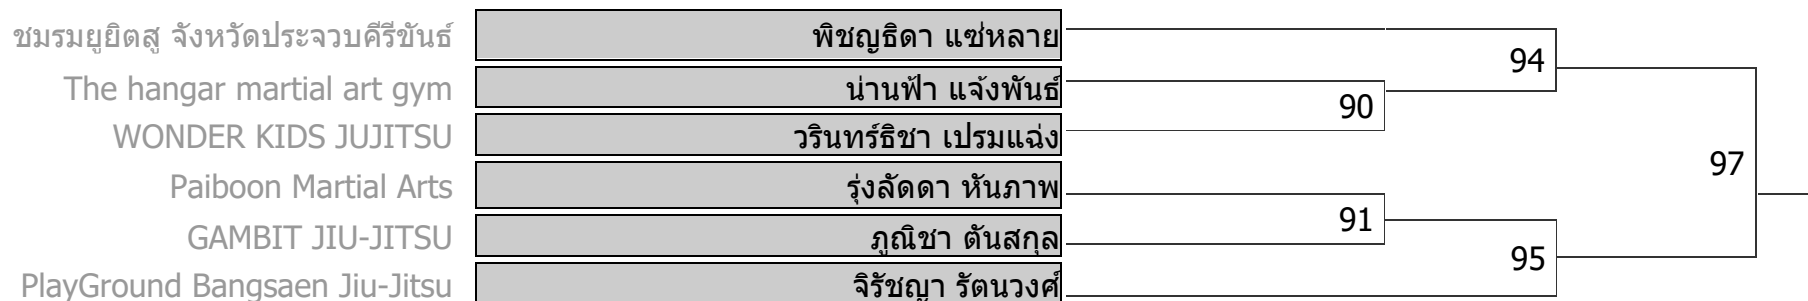 ชมรมยูยิตสู จังหวัดประจวบคีรีขันธ์ พิชญธิดา แซ่หลาย
94
The hangar martial art gym น่านฟ้า แจ้งพันธ์
90
WONDER KIDS JUJITSU วรินทร์ธิชา เปรมแฉ่ง
97
Paiboon Martial Arts รุ่งลัดดา หันภาพ
91
GAMBIT JIU-JITSU ภูณิชา ตันสกุล
95
PlayGround Bangsaen Jiu-Jitsu จิรัชญา รัตนวงศ์